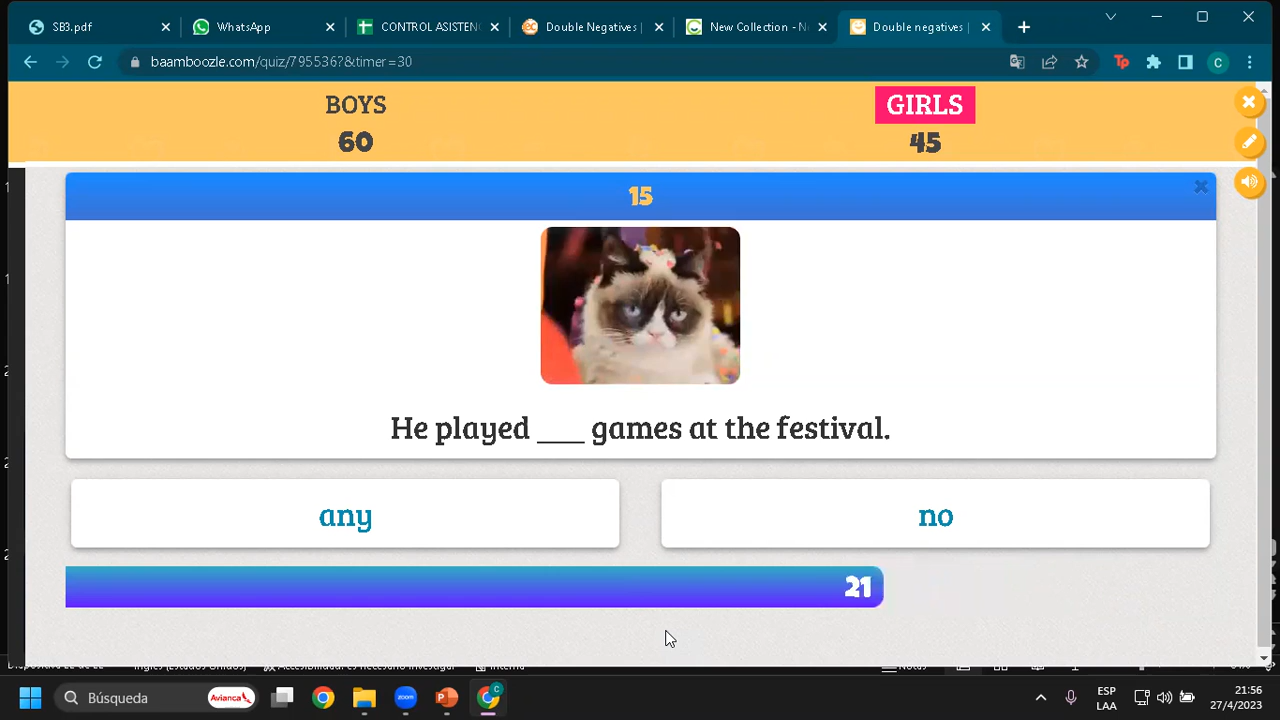 SB3.pdf
WhatsApp
CONTROL ASISTEN
Double Negatives |
New Collection - N
Double negatives |
baamboozle.com/quiz/795536?&timer=30
Tp
C
BOYS
GIRLS
60
45
15
He played ___ games at the festival.
any
no
21
Búsqueda
Avianca
C
ESP
LAA
21:56
27/4/2023